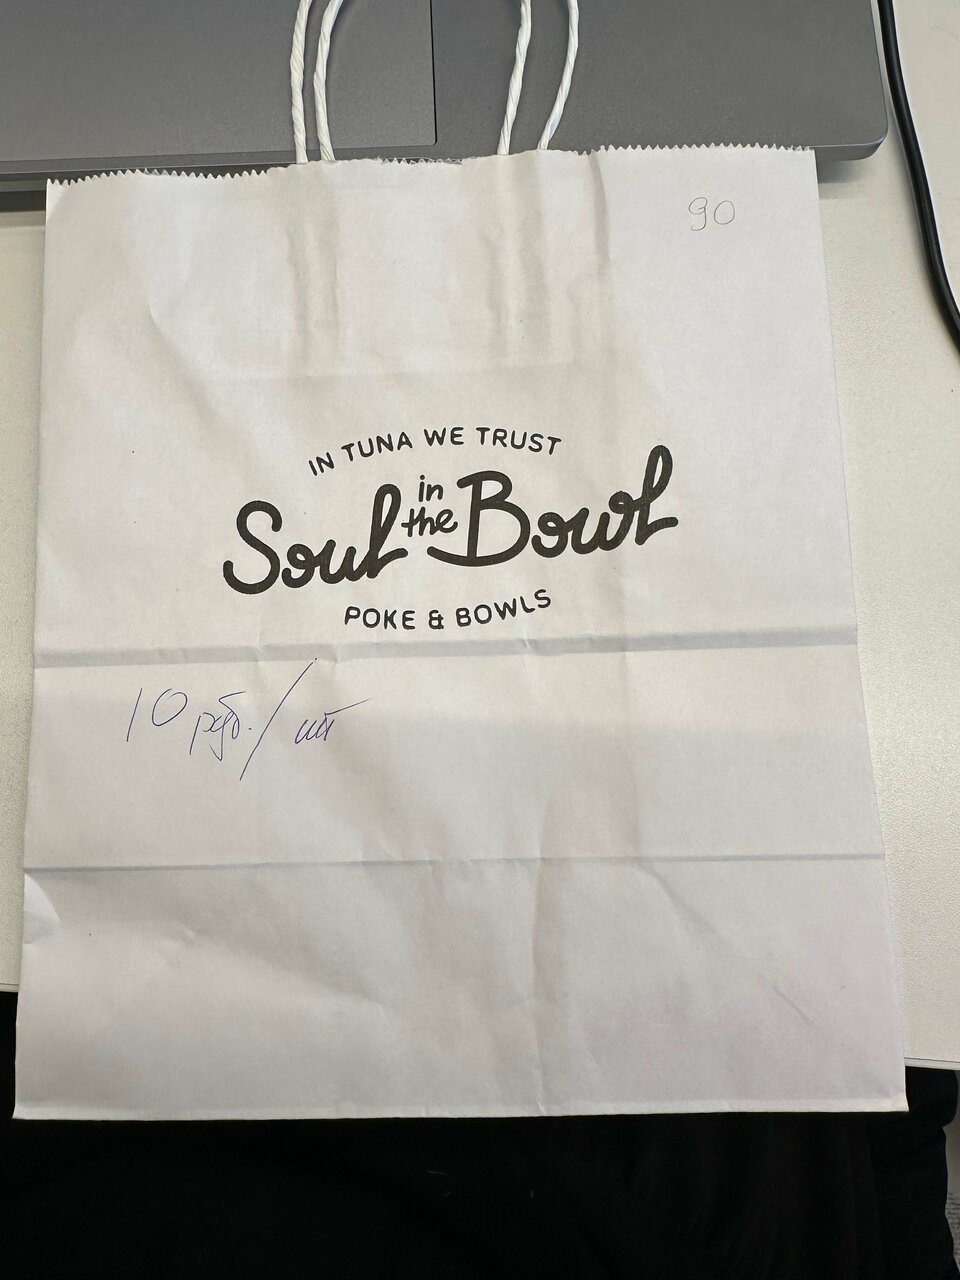 90
IN TUNA WE TRUST
Soul in the Bowl
POKE & BOWLS
10 руб./шт